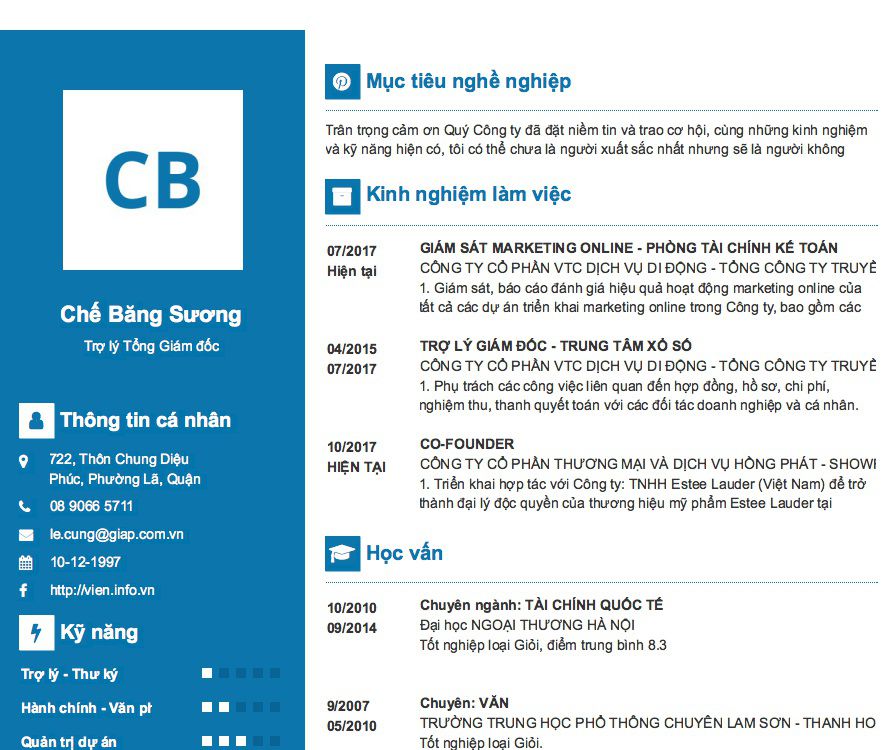 CB
Chế Băng Sương
Trợ lý Tổng Giám đốc
Thông tin cá nhân
722, Thôn Chung Diệu
Phúc, Phường Lã, Quận
08 9066 5711
le.cung@giap.com.vn
10-12-1997
http://vien.info.vn
Kỹ năng
Trợ lý - Thư ký
Hành chính - Văn
Quản trị dự án
Mục tiêu nghề nghiệp
Trân trọng cảm ơn Quý Công ty đã đặt niềm tin và trao cơ hội, cùng những kinh nghiệm
và kỹ năng hiện có, tôi có thể chưa là người xuất sắc nhất nhưng sẽ là người không
Kinh nghiệm làm việc
07/2017
Hiện tại
GIÁM SÁT MARKETING ONLINE - PHÒNG TÀI CHÍNH KẾ TOÁN
CÔNG TY CỔ PHẦN VTC DỊCH VỤ DI ĐỘNG - TỔNG CÔNG TY
1. Giám sát, báo cáo đánh giá hiệu quả hoạt động marketing online của
tất cả các dự án triển khai marketing online trong Công ty, bao gồm các
04/2015
07/2017
TRỢ LÝ GIÁM ĐỐC - TRUNG TÂM XỔ SỐ
CÔNG TY CỔ PHẦN VTC DỊCH VỤ DI ĐỘNG - TỔNG CÔNG TY
1. Phụ trách các công việc liên quan đến hợp đồng, hồ sơ, chi phí,
nghiệm thu, thanh quyết toán với các đối tác doanh nghiệp và cá nhân.
10/2017
HIỆN TẠI
CO-FOUNDER
CÔNG TY CỔ PHẦN THƯƠNG MẠI VÀ DỊCH VỤ HỒNG PHÁT -
1. Triển khai hợp tác với Công ty: TNHH Estee Lauder (Việt Nam) để trở
thành đại lý độc quyền của thương hiệu mỹ phẩm Estee Lauder tại
Học vấn
10/2010
09/2014
Chuyên ngành: TÀI CHÍNH QUỐC TẾ
Đại học NGOẠI THƯƠNG HÀ NỘI
Tốt nghiệp loại Giỏi, điểm trung bình 8.3
9/2007
05/2010
Chuyên: VĂN
TRƯỜNG TRUNG HỌC PHỔ THÔNG CHUYÊN LAM SƠN - THANH HO
Tốt nghiệp loại Giỏi.